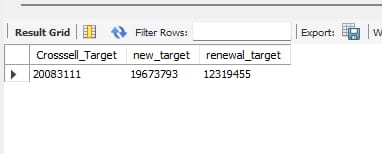 Result Grid Filter Rows: Export: W
Crosssell_Target new_target renewal_target
20083111 19673793 12319455